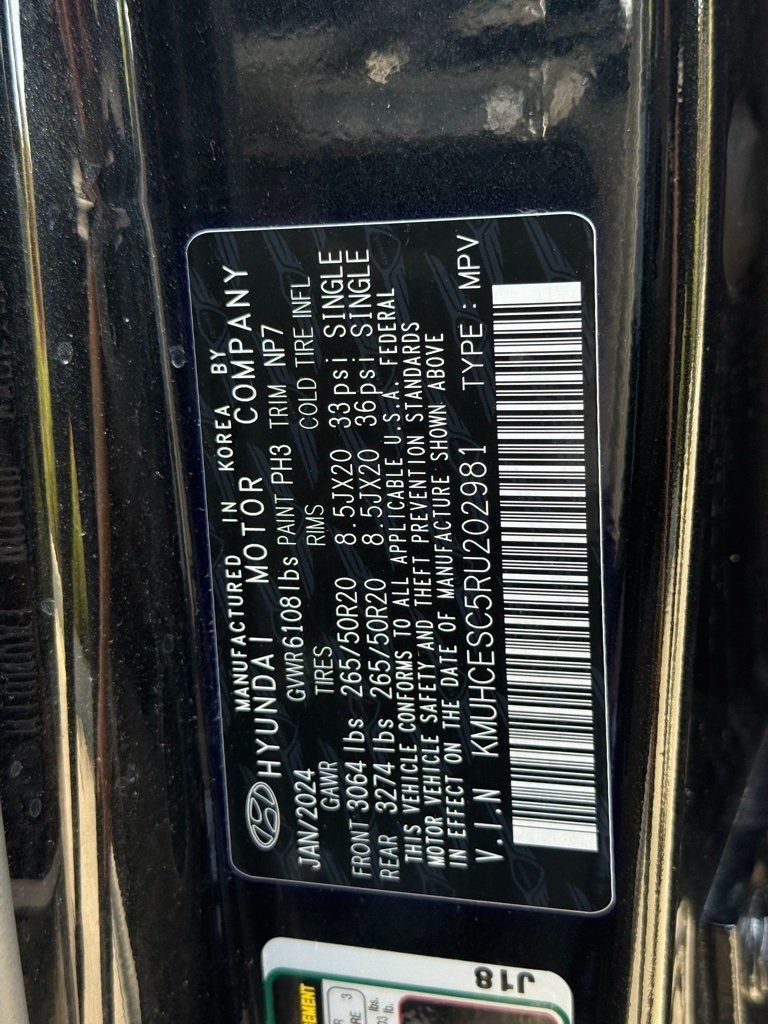 MANUFACTURED IN KOREA BY
HYUNDAI MOTOR COMPANY
JAN/2024 GVWR 6108 lbs PAINT PH3 TRIM NP7
GAWR TIRES RIMS COLD TIRE INFL
FRONT 3064 lbs 265/50R20 8.5JX20 33psi SINGLE
REAR 3274 lbs 265/50R20 8.5JX20 36psi SINGLE
THIS VEHICLE CONFORMS TO ALL APPLICABLE U.S.A. FEDERAL
MOTOR VEHICLE SAFETY AND THEFT PREVENTION STANDARDS
IN EFFECT ON THE DATE OF MANUFACTURE SHOWN ABOVE
V.I.N KMUHCESC5RU202981 TYPE : MPV
J18
3
lbs.
lb.